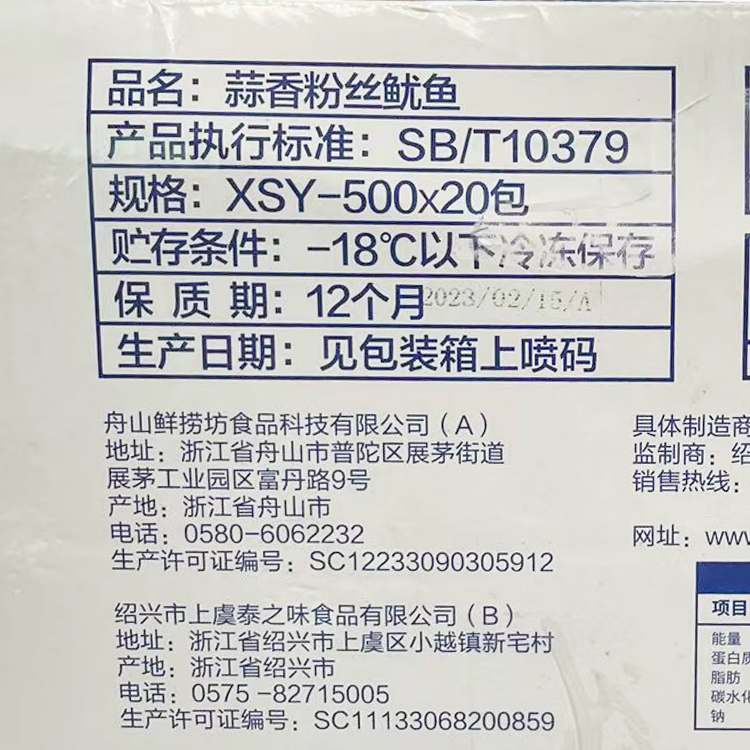 品名：蒜香粉丝鱿鱼
产品执行标准：SB/T10379
规格：XSY-500x20包
贮存条件：-18℃以下冷冻保存
保 质 期：12个月 2023/02/15/A
生产日期：见包装箱上喷码
舟山鲜捞坊食品科技有限公司（A）
地址：浙江省舟山市普陀区展茅街道
展茅工业园区富丹路9号
产地：浙江省舟山市
电话：0580-6062232
生产许可证编号：SC12233090305912
绍兴市上虞泰之味食品有限公司（B）
地址：浙江省绍兴市上虞区小越镇新宅村
产地：浙江省绍兴市
电话：0575-82715005
生产许可证编号：SC11133068200859
具体制造商
监制商：绍
销售热线：
网址：www
项目
能量
蛋白质
脂肪
碳水化
钠